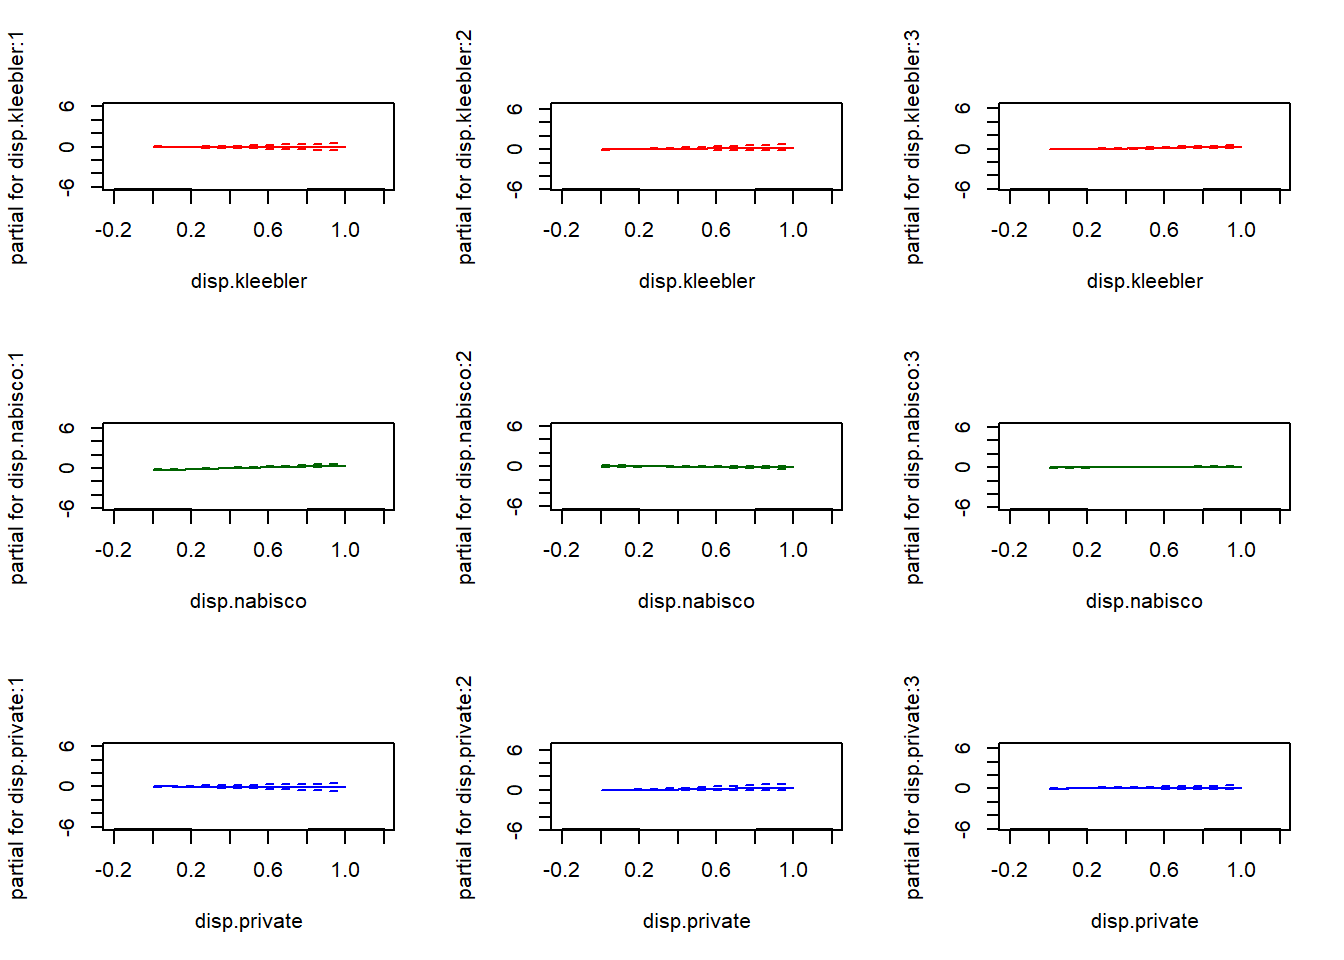 partial for disp.kleebler:1
6
0
-6
-0.2 0.2 0.6 1.0
disp.kleebler
partial for disp.kleebler:2
6
0
-6
-0.2 0.2 0.6 1.0
disp.kleebler
partial for disp.kleebler:3
6
0
-6
-0.2 0.2 0.6 1.0
disp.kleebler
partial for disp.nabisco:1
6
0
-6
-0.2 0.2 0.6 1.0
disp.nabisco
partial for disp.nabisco:2
6
0
-6
-0.2 0.2 0.6 1.0
disp.nabisco
partial for disp.nabisco:3
6
0
-6
-0.2 0.2 0.6 1.0
disp.nabisco
partial for disp.private:1
6
0
-6
-0.2 0.2 0.6 1.0
disp.private
partial for disp.private:2
6
0
-6
-0.2 0.2 0.6 1.0
disp.private
partial for disp.private:3
6
0
-6
-0.2 0.2 0.6 1.0
disp.private